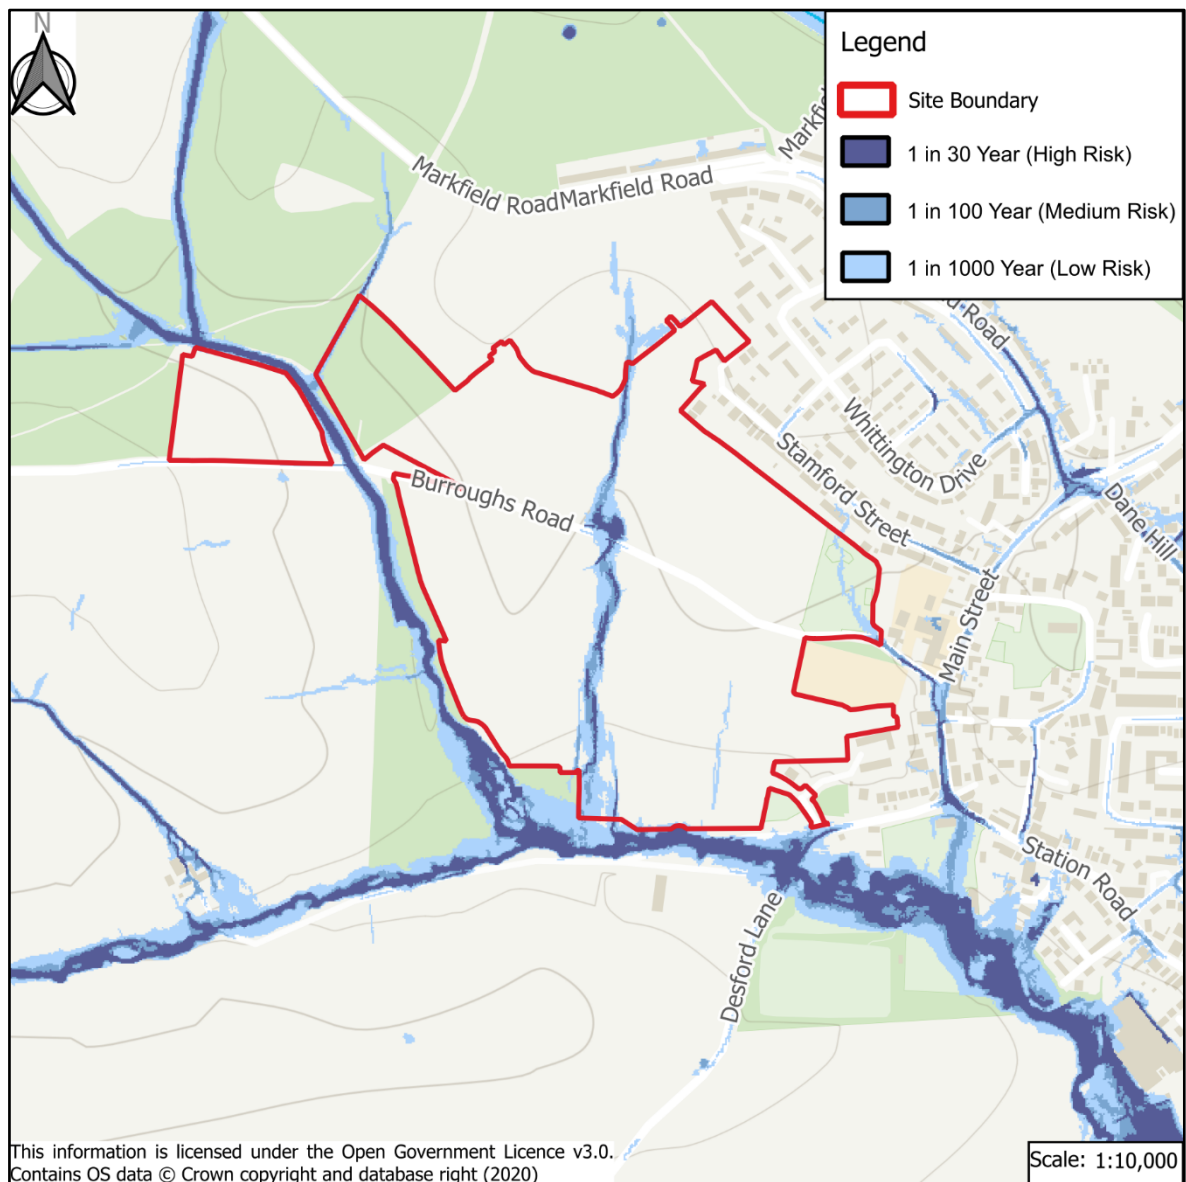 N
Legend
Site Boundary
1 in 30 Year (High Risk)
1 in 100 Year (Medium Risk)
1 in 1000 Year (Low Risk)
Markfield Road
Markfield Road
Markfi
d Road
Whittington Drive
Stamford Street
Dane Hill
Burroughs Road
Main Street
Station Road
Desford Lane
This information is licensed under the Open Government Licence v3.0.
Contains OS data © Crown copyright and database right (2020)
Scale: 1:10,000